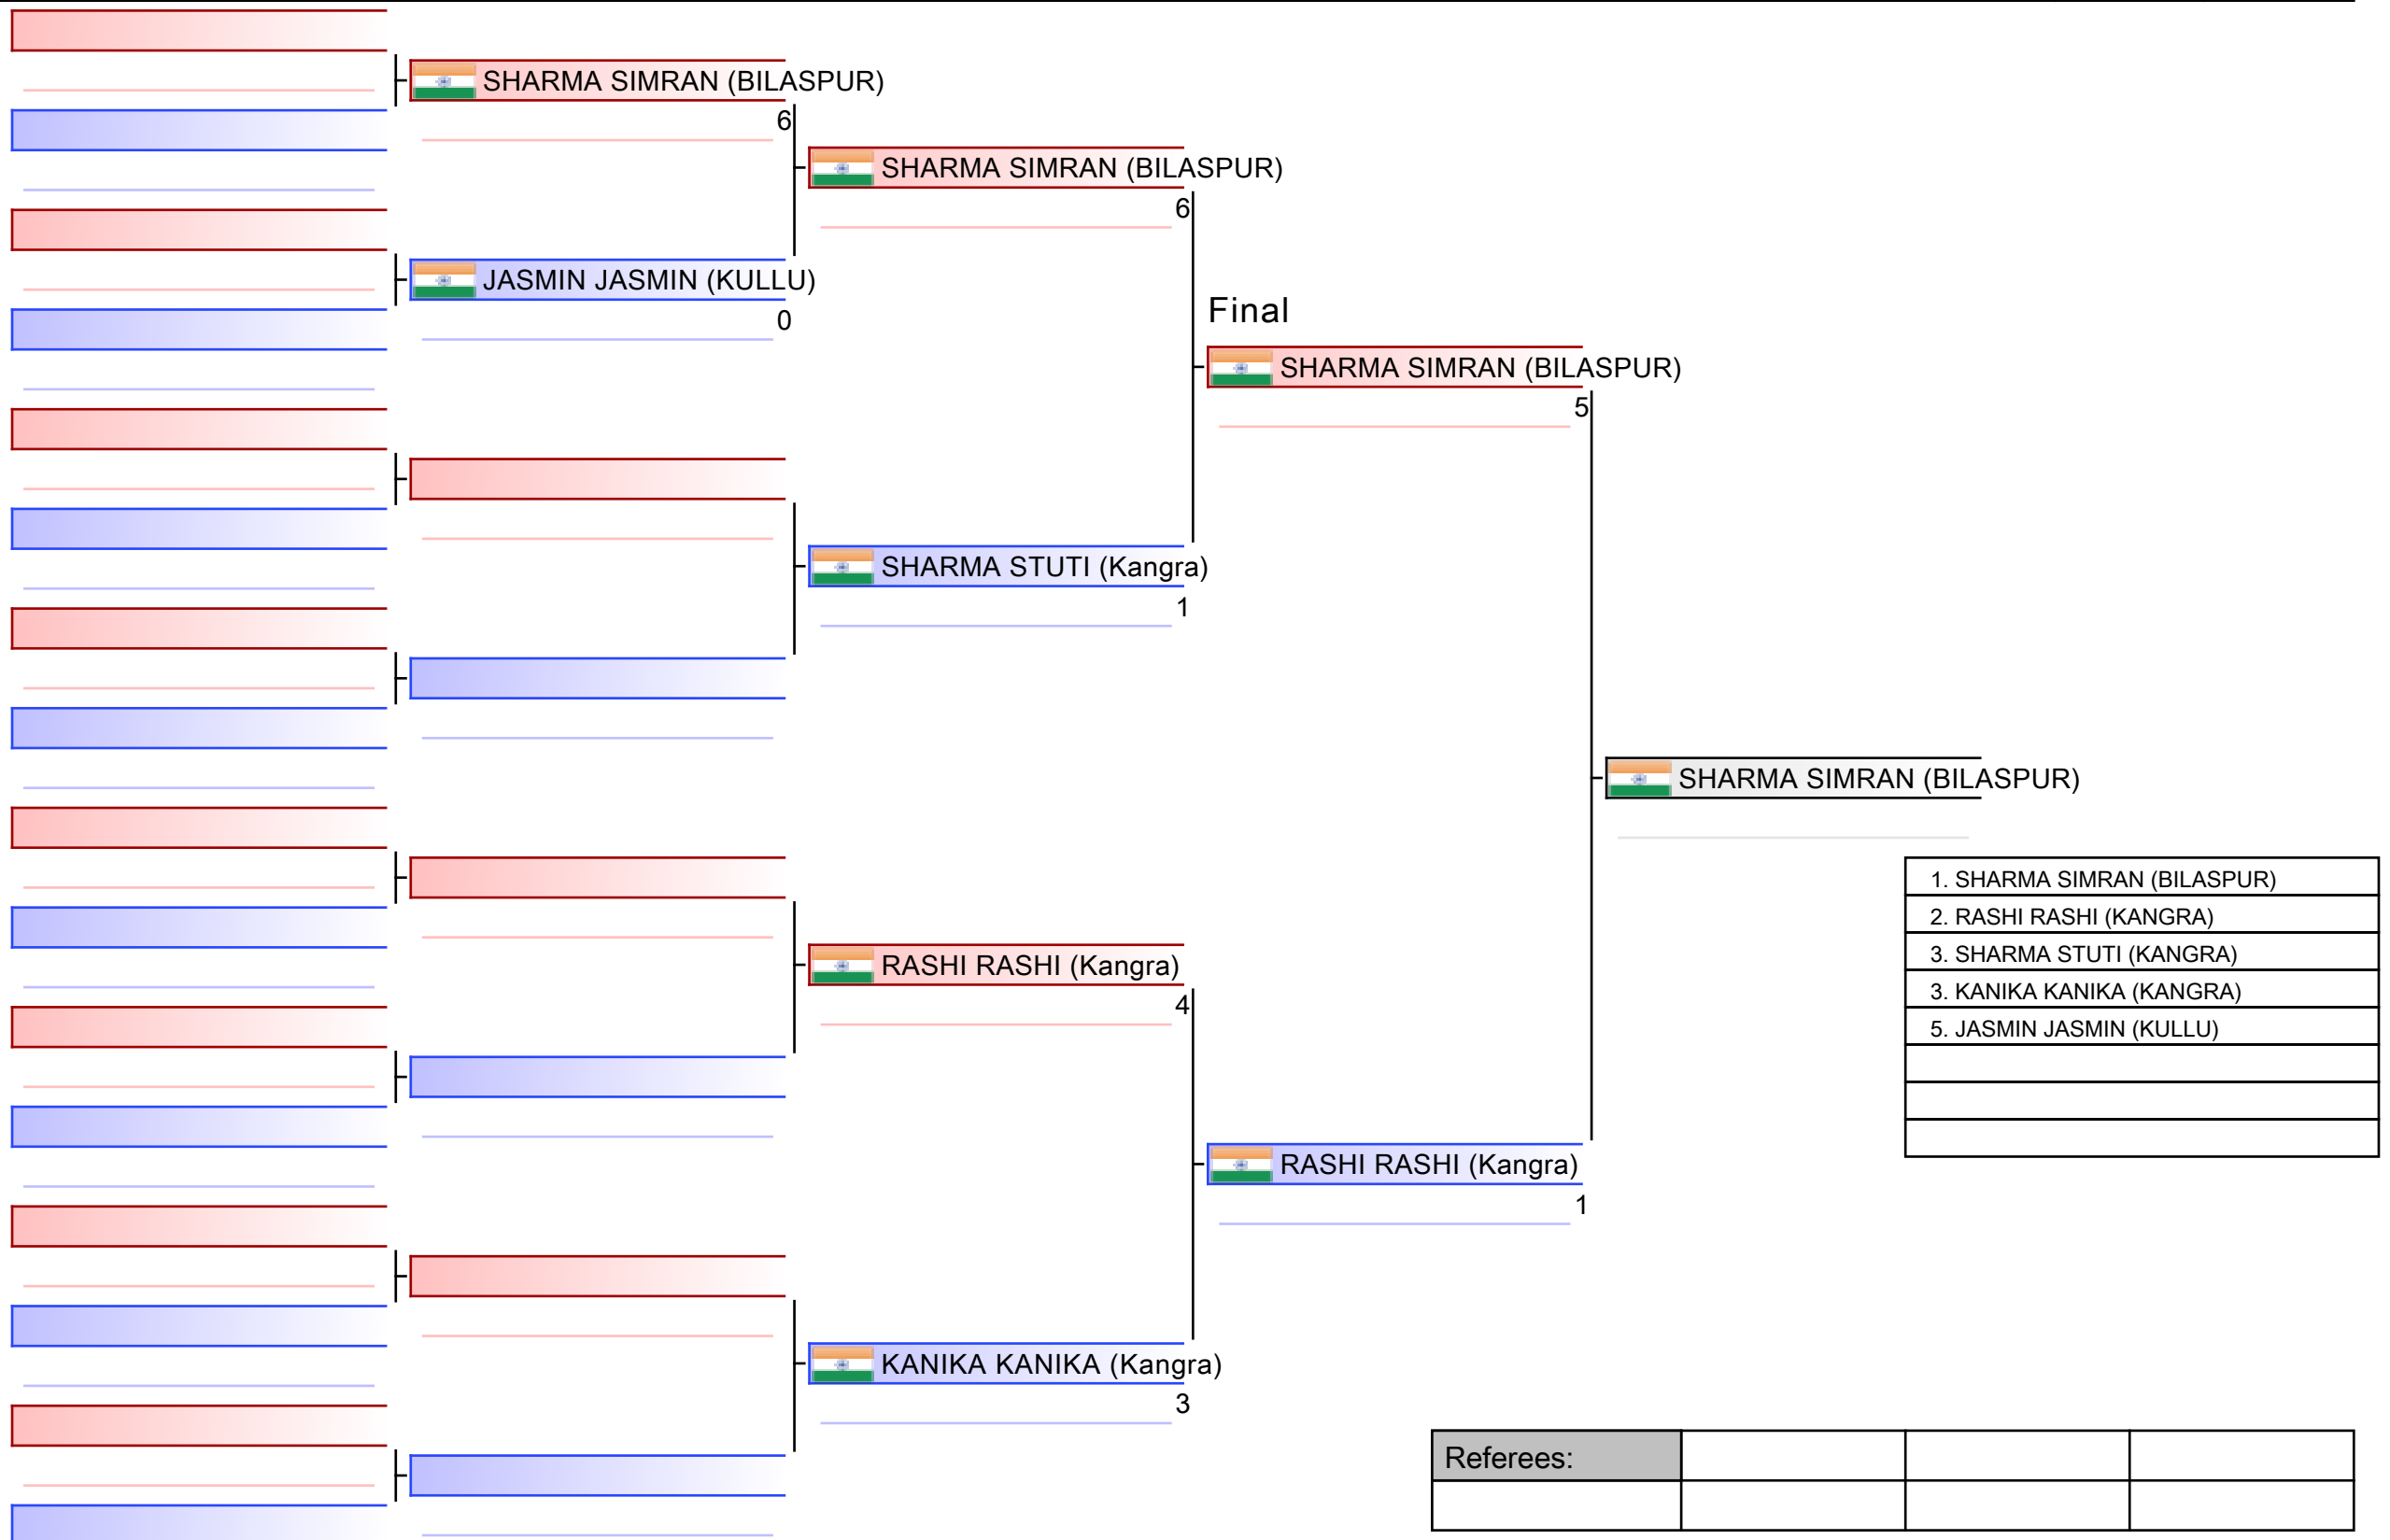 SHARMA SIMRAN (BILASPUR)
6
JASMIN JASMIN (KULLU)
0
SHARMA SIMRAN (BILASPUR)
6
SHARMA STUTI (Kangra)
1
RASHI RASHI (Kangra)
4
KANIKA KANIKA (Kangra)
3
Final
SHARMA SIMRAN (BILASPUR)
5
RASHI RASHI (Kangra)
1
SHARMA SIMRAN (BILASPUR)
1. SHARMA SIMRAN (BILASPUR)
2. RASHI RASHI (KANGRA)
3. SHARMA STUTI (KANGRA)
3. KANIKA KANIKA (KANGRA)
5. JASMIN JASMIN (KULLU)
Referees: